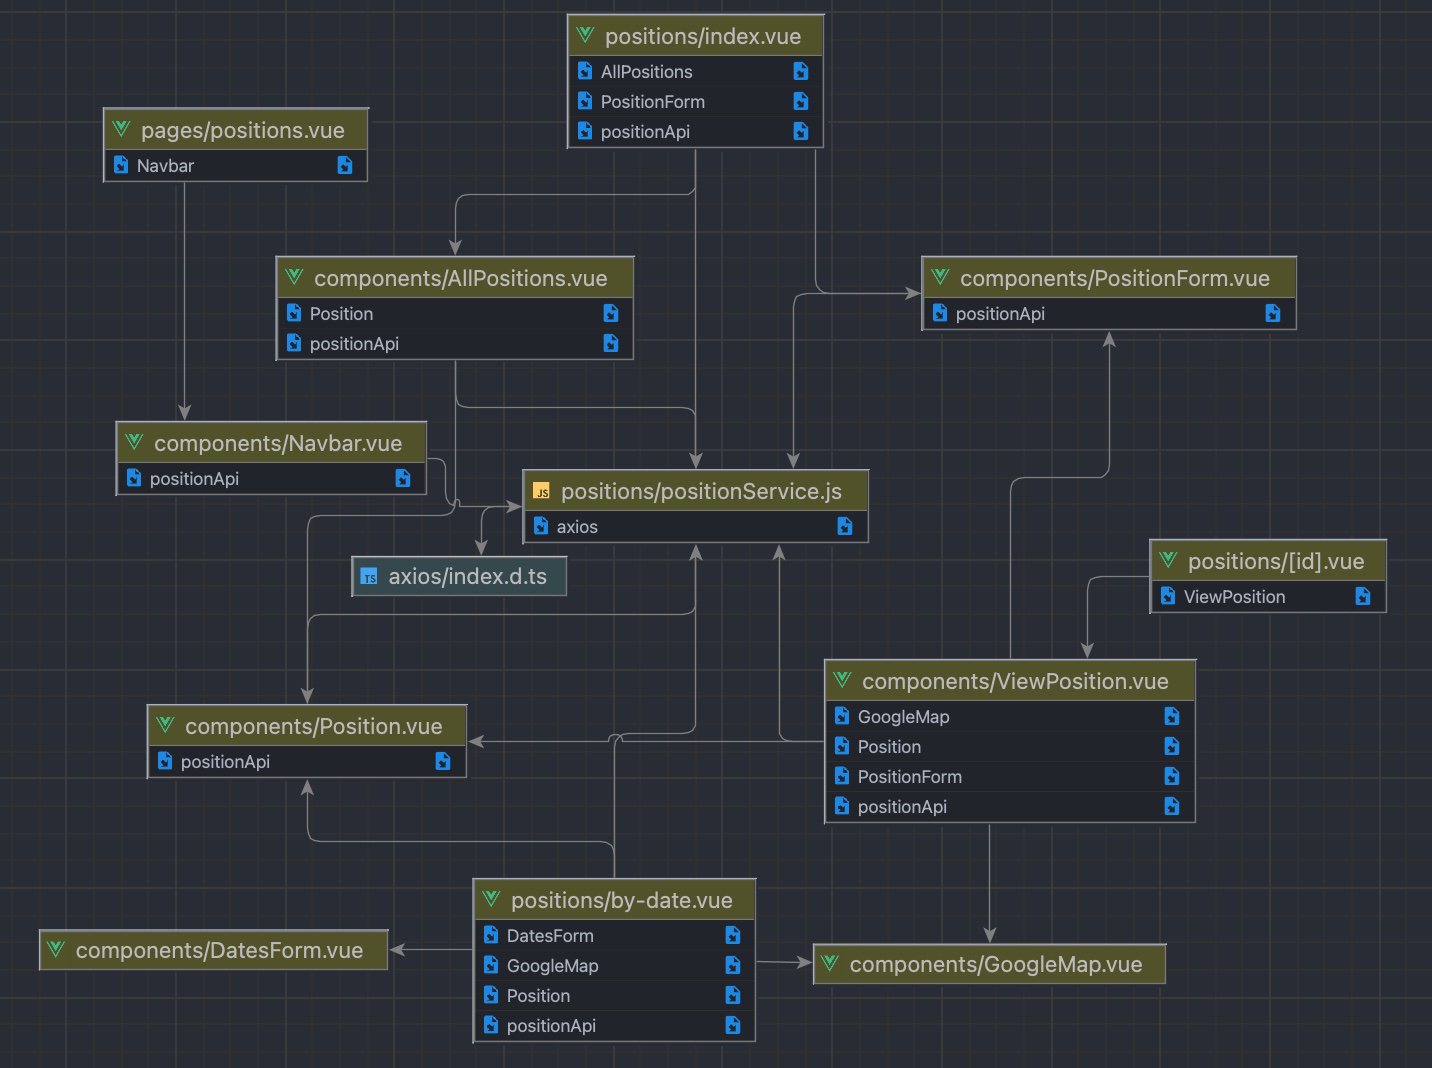 positions/index.vue
AllPositions
PositionForm
positionApi
pages/positions.vue
Navbar
components/AllPositions.vue
Position
positionApi
components/PositionForm.vue
positionApi
components/Navbar.vue
positionApi
JS positions/positionService.js
axios
TS axios/index.d.ts
positions/[id].vue
ViewPosition
components/ViewPosition.vue
GoogleMap
Position
PositionForm
positionApi
components/Position.vue
positionApi
positions/by-date.vue
DatesForm
GoogleMap
Position
positionApi
components/DatesForm.vue
components/GoogleMap.vue